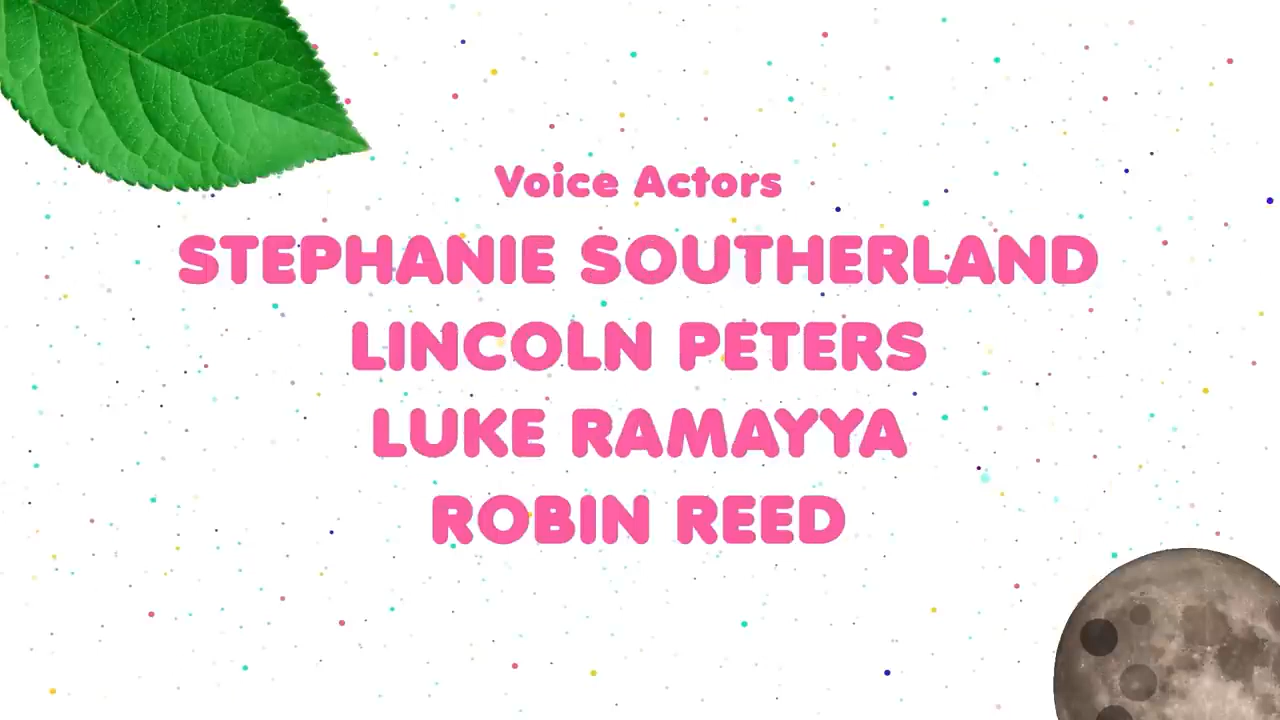 Voice Actors
STEPHANIE SOUTHERLAND
LINCOLN PETERS
LUKE RAMAYYA
ROBIN REED